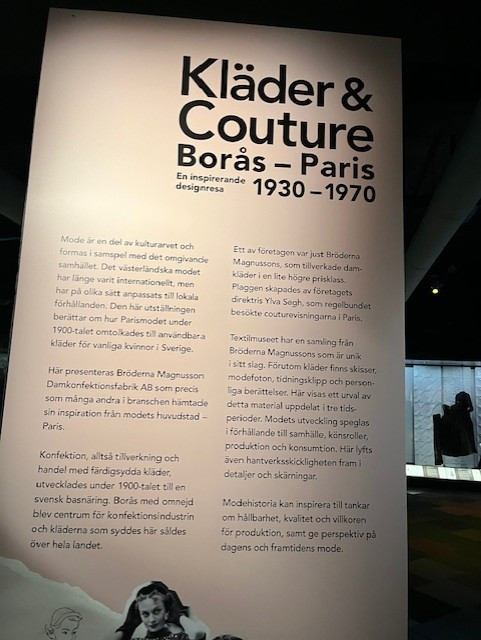 Kläder &
Couture
Borås – Paris
En inspirerande
designresa
1930 – 1970
Mode är en del av kulturarvet och
formas i samspel med det omgivande
samhället. Det västerländska modet
har länge varit internationellt, men
har på olika sätt anpassats till lokala
förhållanden. Den här utställningen
berättar om hur Parismodet under
1900-talet omtolkades till användbara
kläder för vanliga kvinnor i Sverige.
Här presenteras Bröderna Magnusson
Damkonfektionsfabrik AB som precis
som många andra i branschen hämtade
sin inspiration från modets huvudstad –
Paris.
Konfektion, alltså tillverkning och
handel med färdigsydda kläder,
utvecklades under 1900-talet till en
svensk basnäring. Borås med omnejd
blev centrum för konfektionsindustrin
och kläderna som syddes här såldes
över hela landet.
Ett av företagen var just Bröderna
Magnussons, som tillverkade dam-
kläder i en lite högre prisklass.
Plaggen skapades av företagets
direktris Ylva Segh, som regelbundet
besökte couturevisningarna i Paris.
Textilmuseet har en samling från
Bröderna Magnussons som är unik
i sitt slag. Förutom kläder finns skisser,
modefoton, tidningsklipp och person-
liga berättelser. Här visas ett urval av
detta material uppdelat i tre tids-
perioder. Modets utveckling speglas
i förhållande till samhälle, könsroller,
produktion och konsumtion. Här lyfts
även hantverksskickligheten fram i
detaljer och skärningar.
Modehistoria kan inspirera till tankar
om hållbarhet, kvalitet och villkoren
för produktion, samt ge perspektiv på
dagens och framtidens mode.